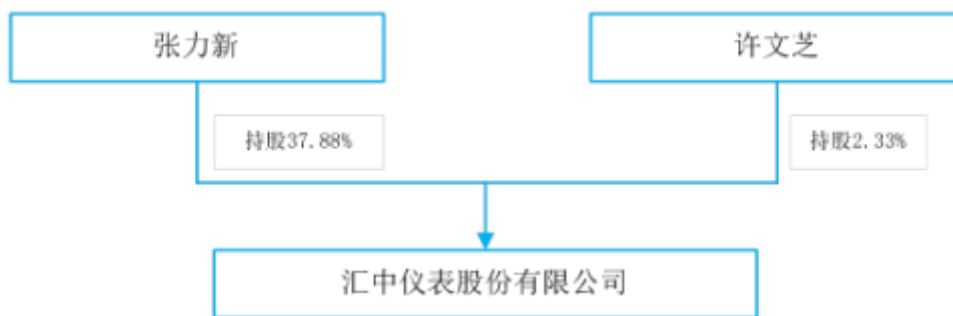 张力新
许文芝
持股37.88%
持股2.33%
汇中仪表股份有限公司